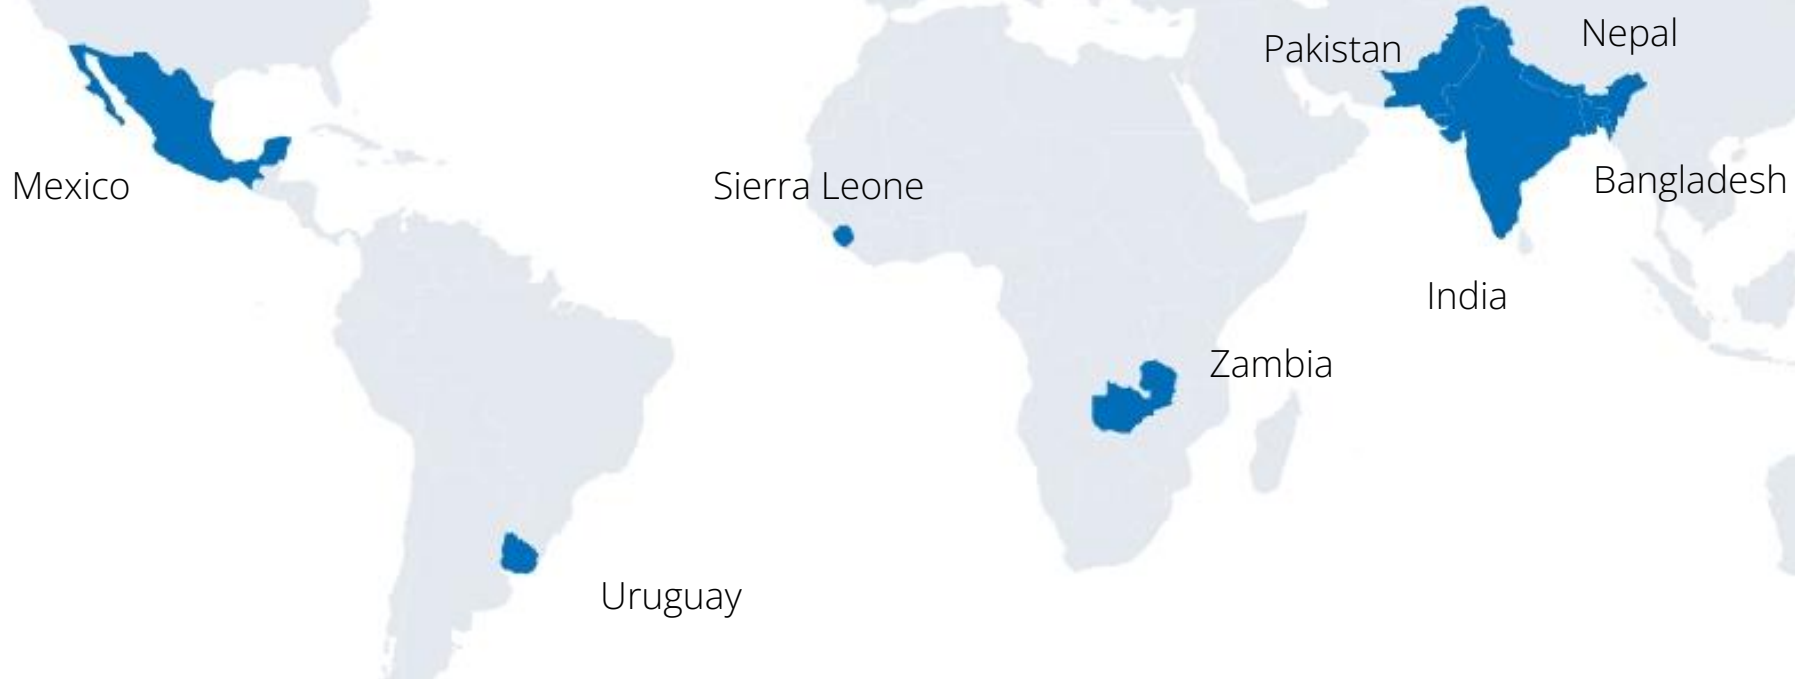 Nepal
Pakistan
Mexico
Sierra Leone
Bangladesh
India
Zambia
Uruguay